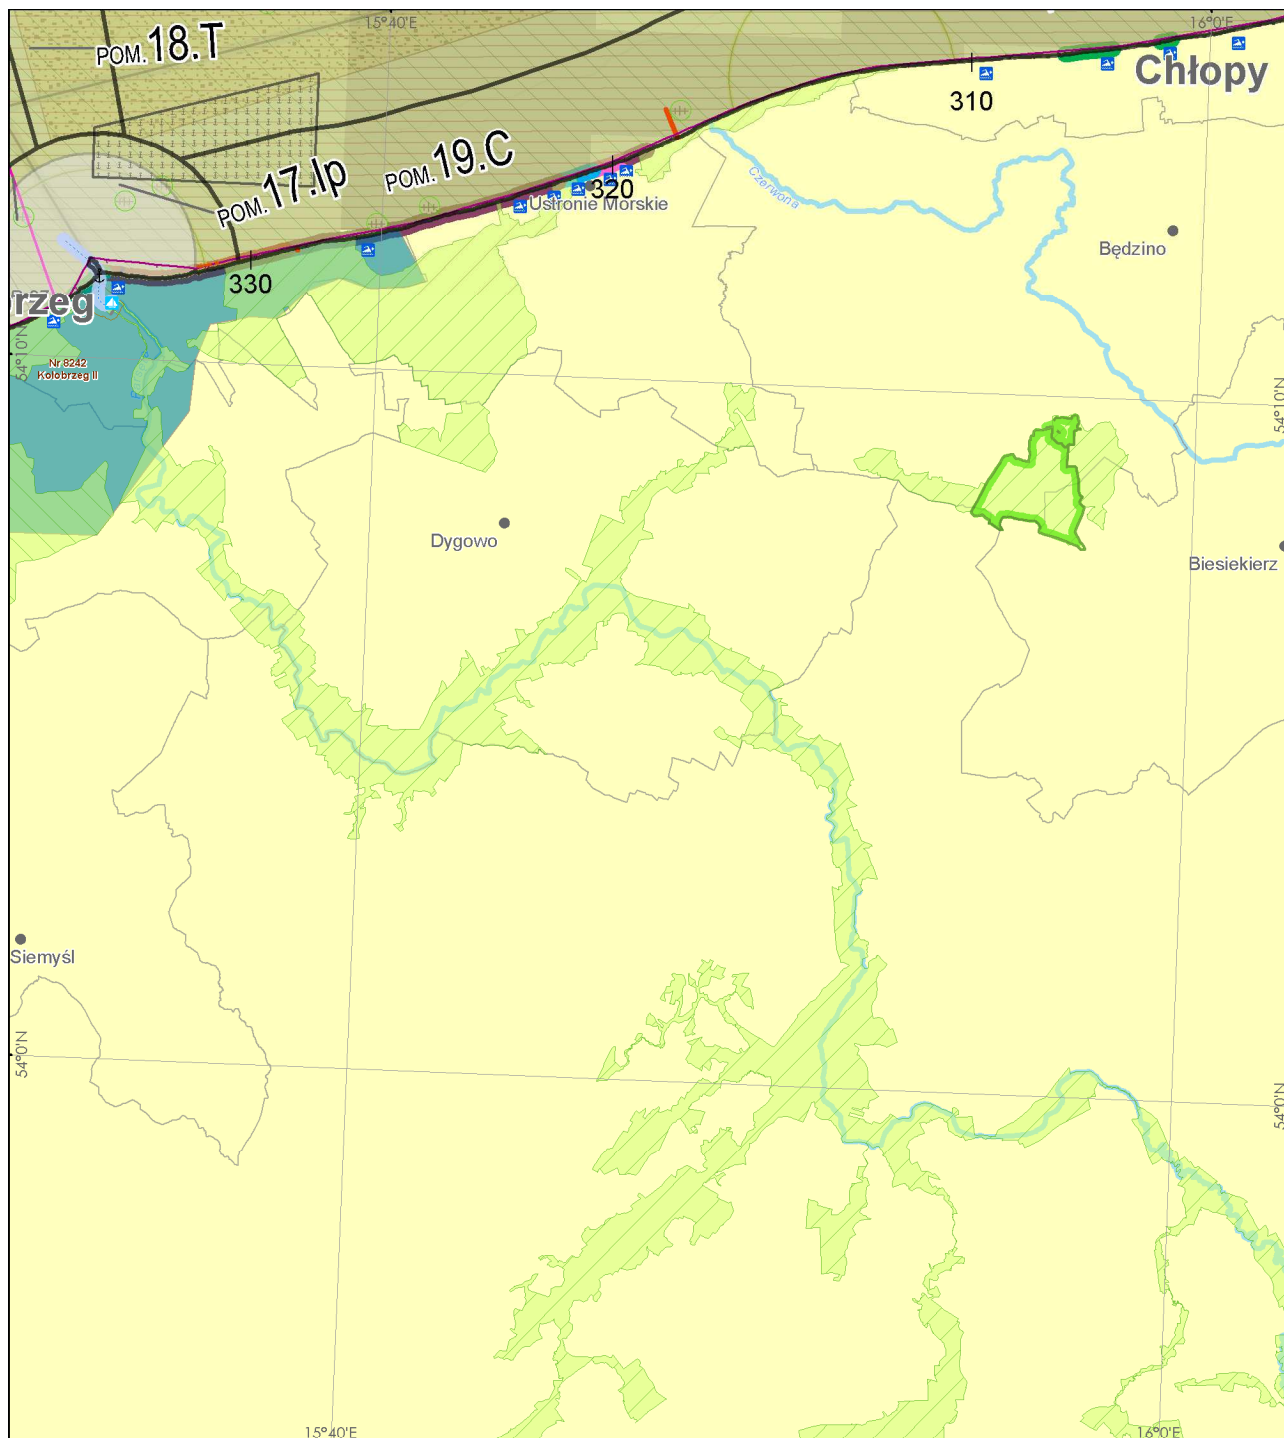 15°40'E
16°0'E
POM.18.T
Chłopy
310
POM.19.C
POM.17.Ip
320
Ustronie Morskie
Czerwona
Będzino
330
rzeg
54°10'N
Nr 8242
Kołobrzeg II
54°10'N
Dygowo
Biesiekierz
Siemyśl
54°0'N
54°0'N
15°40'E
16°0'E